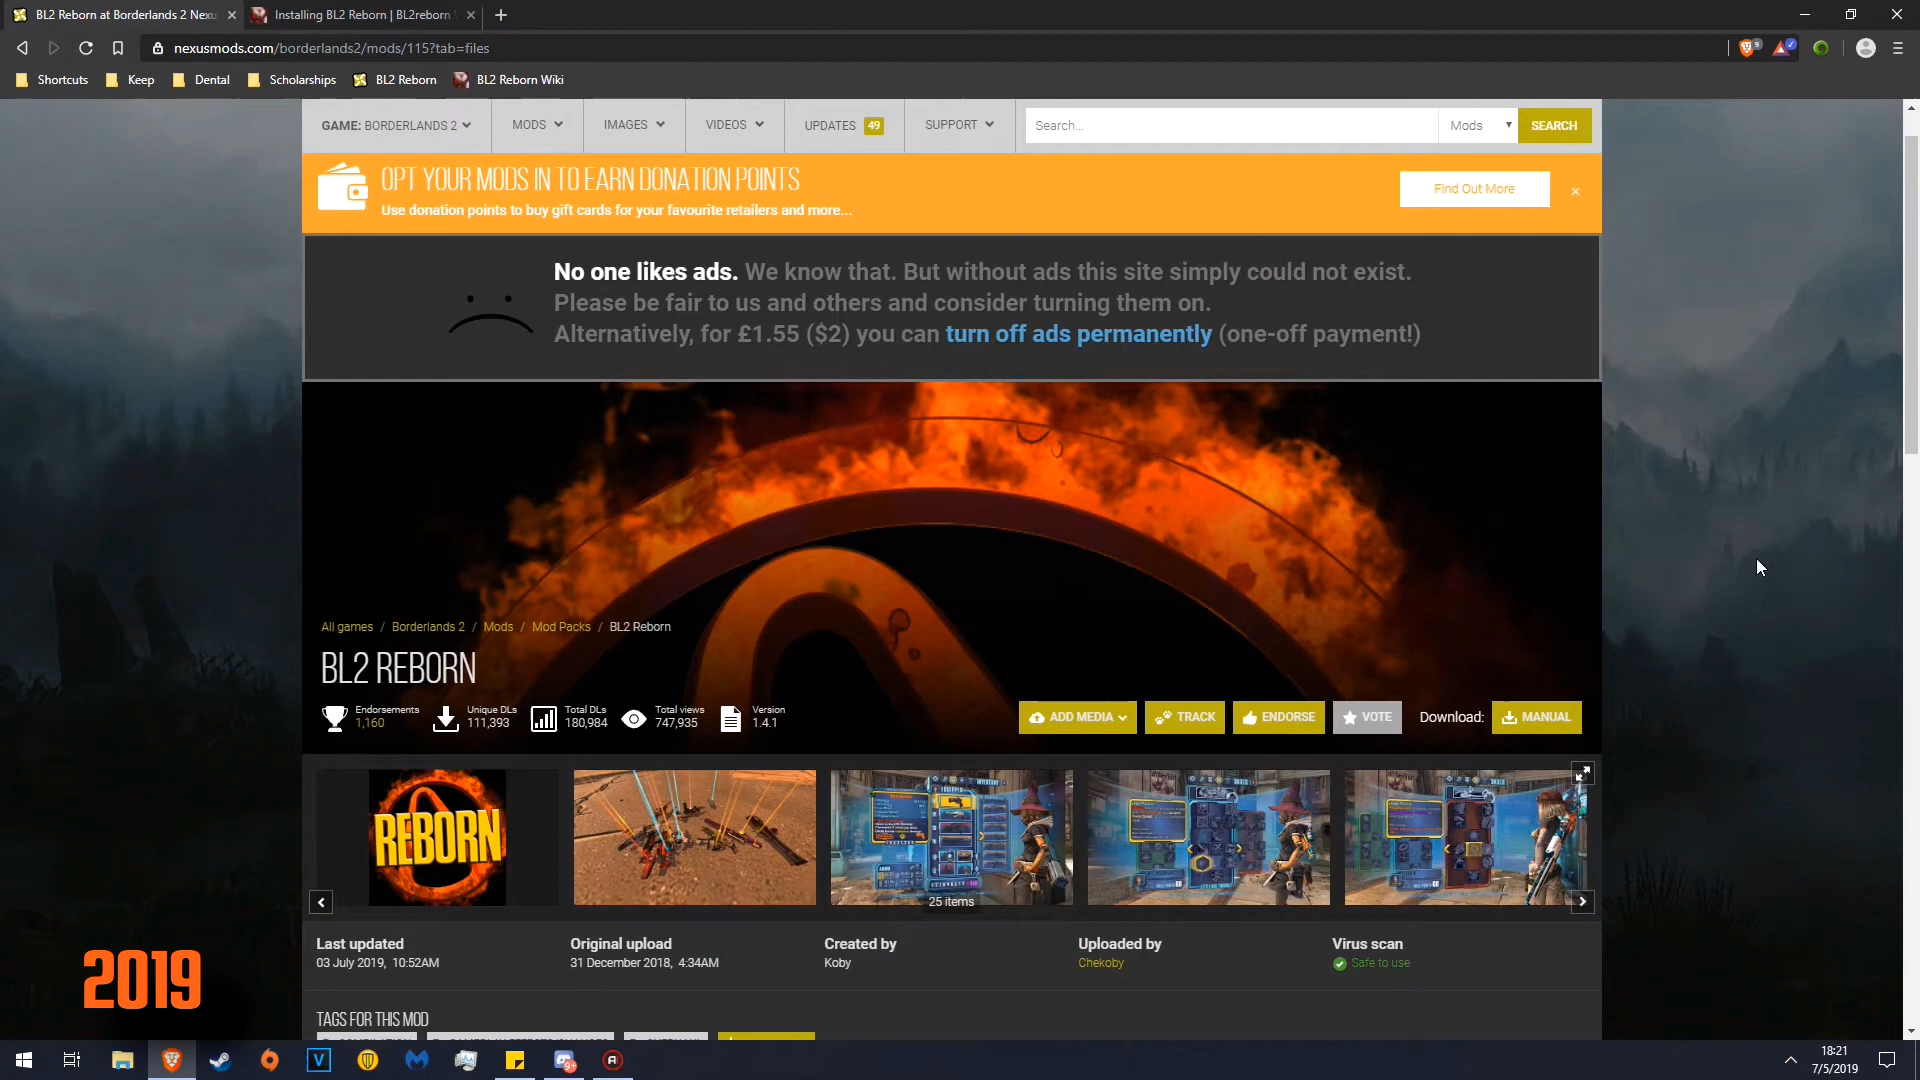 BL2 Reborn at Borderlands 2 Nexu
Installing BL2 Reborn | BL2reborn
nexusmods.com/borderlands2/mods/115?tab=files
9
Shortcuts
Keep
Dental
Scholarships
BL2 Reborn
BL2 Reborn Wiki
GAME: BORDERLANDS 2
MODS
IMAGES
VIDEOS
UPDATES 49
SUPPORT
Search...
Mods
SEARCH
OPT YOUR MODS IN TO EARN DONATION POINTS
Use donation points to buy gift cards for your favourite retailers and more...
Find Out More
No one likes ads. We know that. But without ads this site simply could not exist.
Please be fair to us and others and consider turning them on.
Alternatively, for £1.55 ($2) you can turn off ads permanently (one-off payment!)
All games / Borderlands 2 / Mods / Mod Packs / BL2 Reborn
BL2 REBORN
Endorsements
1,160
Unique DLs
111,393
Total DLs
180,984
Total views
747,935
Version
1.4.1
ADD MEDIA
TRACK
ENDORSE
VOTE
Download:
MANUAL
REBORN
25 items
Last updated
03 July 2019, 10:52AM
Original upload
31 December 2018, 4:34AM
Created by
Koby
Uploaded by
Chekoby
Virus scan
Safe to use
2019
TAGS FOR THIS MOD
V
9+
18:21
7/5/2019